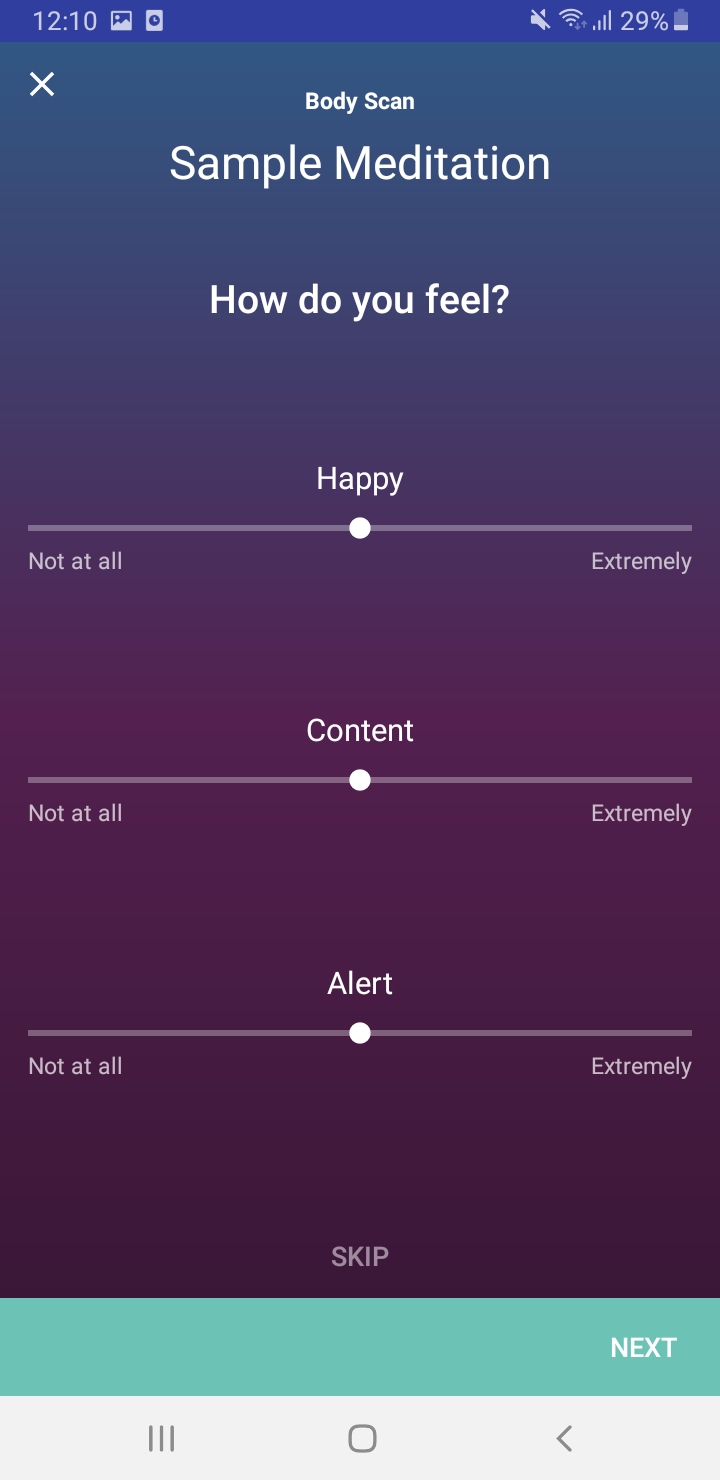 12:10 29%
Body Scan
Sample Meditation
How do you feel?
Happy
Not at all Extremely
Content
Not at all Extremely
Alert
Not at all Extremely
SKIP
NEXT